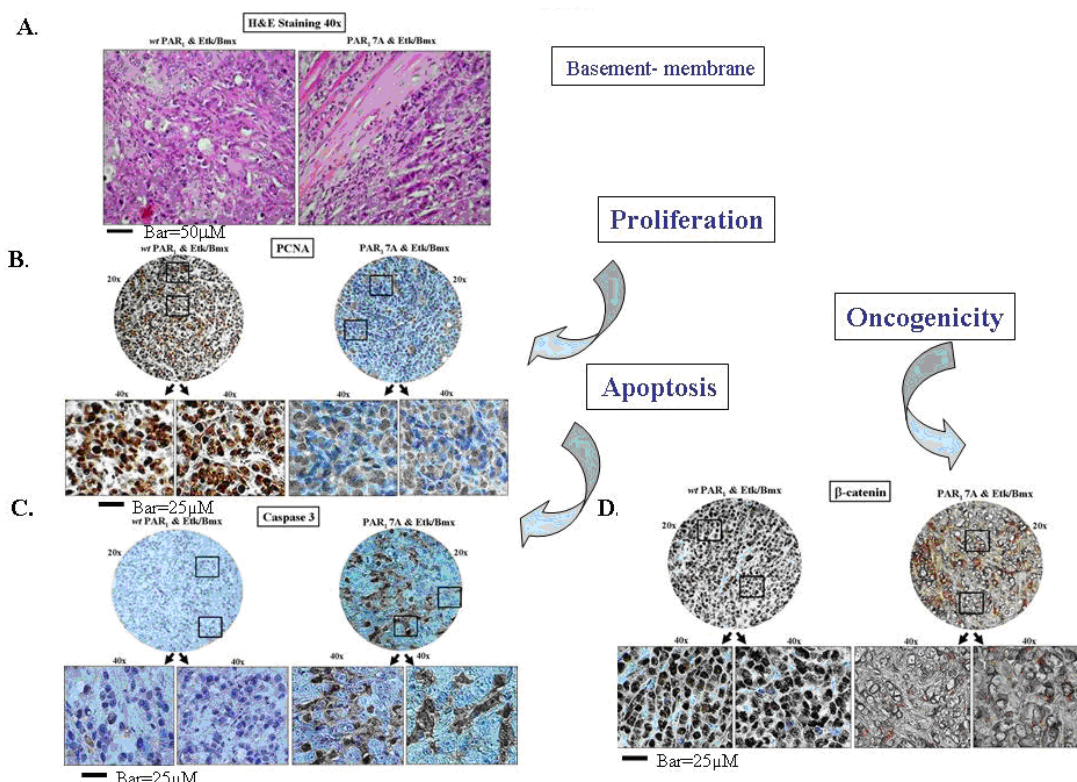 A.
H&E Staining 40x
wt PAR1 & Etk/Bmx
PAR1 7A & Etk/Bmx
Basement- membrane
Bar=50µM
Proliferation
B.
PCNA
wt PAR1 & Etk/Bmx
PAR1 7A & Etk/Bmx
20x
20x
40x
40x
40x
40x
Bar=25µM
Apoptosis
Oncogenicity
C.
Caspase 3
wt PAR1 & Etk/Bmx
PAR1 7A & Etk/Bmx
20x
20x
40x
40x
40x
40x
Bar=25µM
D.
β-catenin
wt PAR1 & Etk/Bmx
PAR1 7A & Etk/Bmx
20x
20x
40x
40x
40x
40x
Bar=25µM